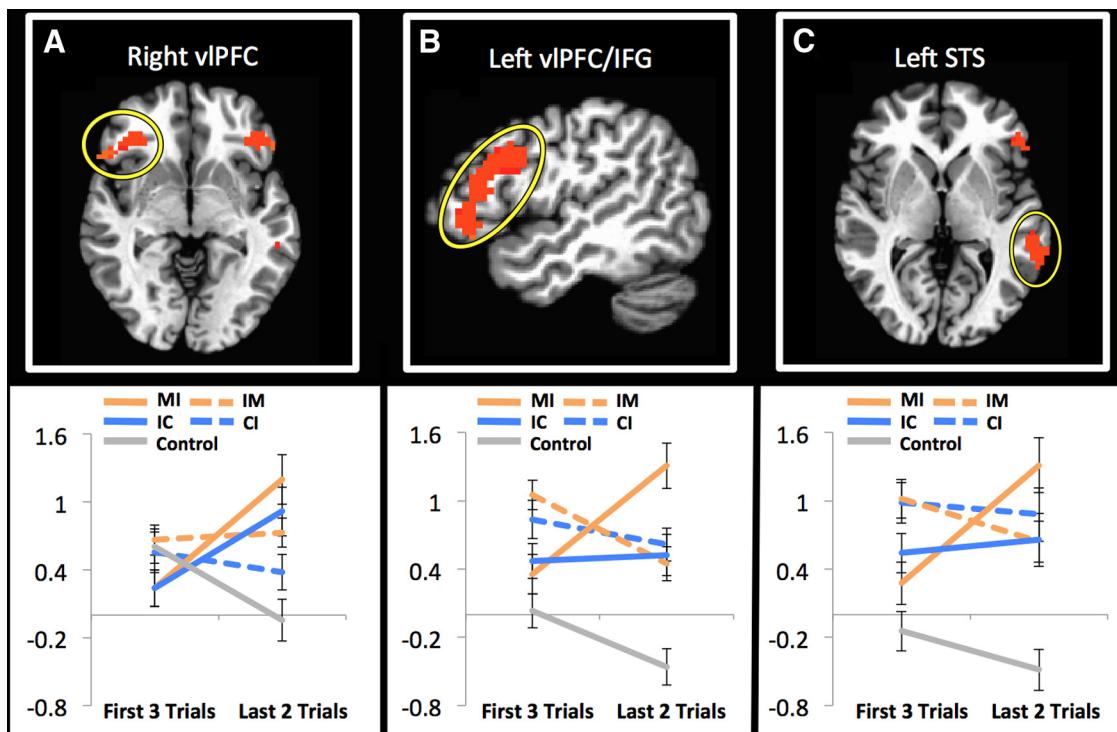 A
Right vlPFC
B
Left vlPFC/IFG
C
Left STS
MI IM
IC CI
Control
1.6
1
0.4
-0.2
-0.8
First 3 Trials Last 2 Trials
MI IM
IC CI
Control
1.6
1
0.4
-0.2
-0.8
First 3 Trials Last 2 Trials
MI IM
IC CI
Control
1.6
1
0.4
-0.2
-0.8
First 3 Trials Last 2 Trials